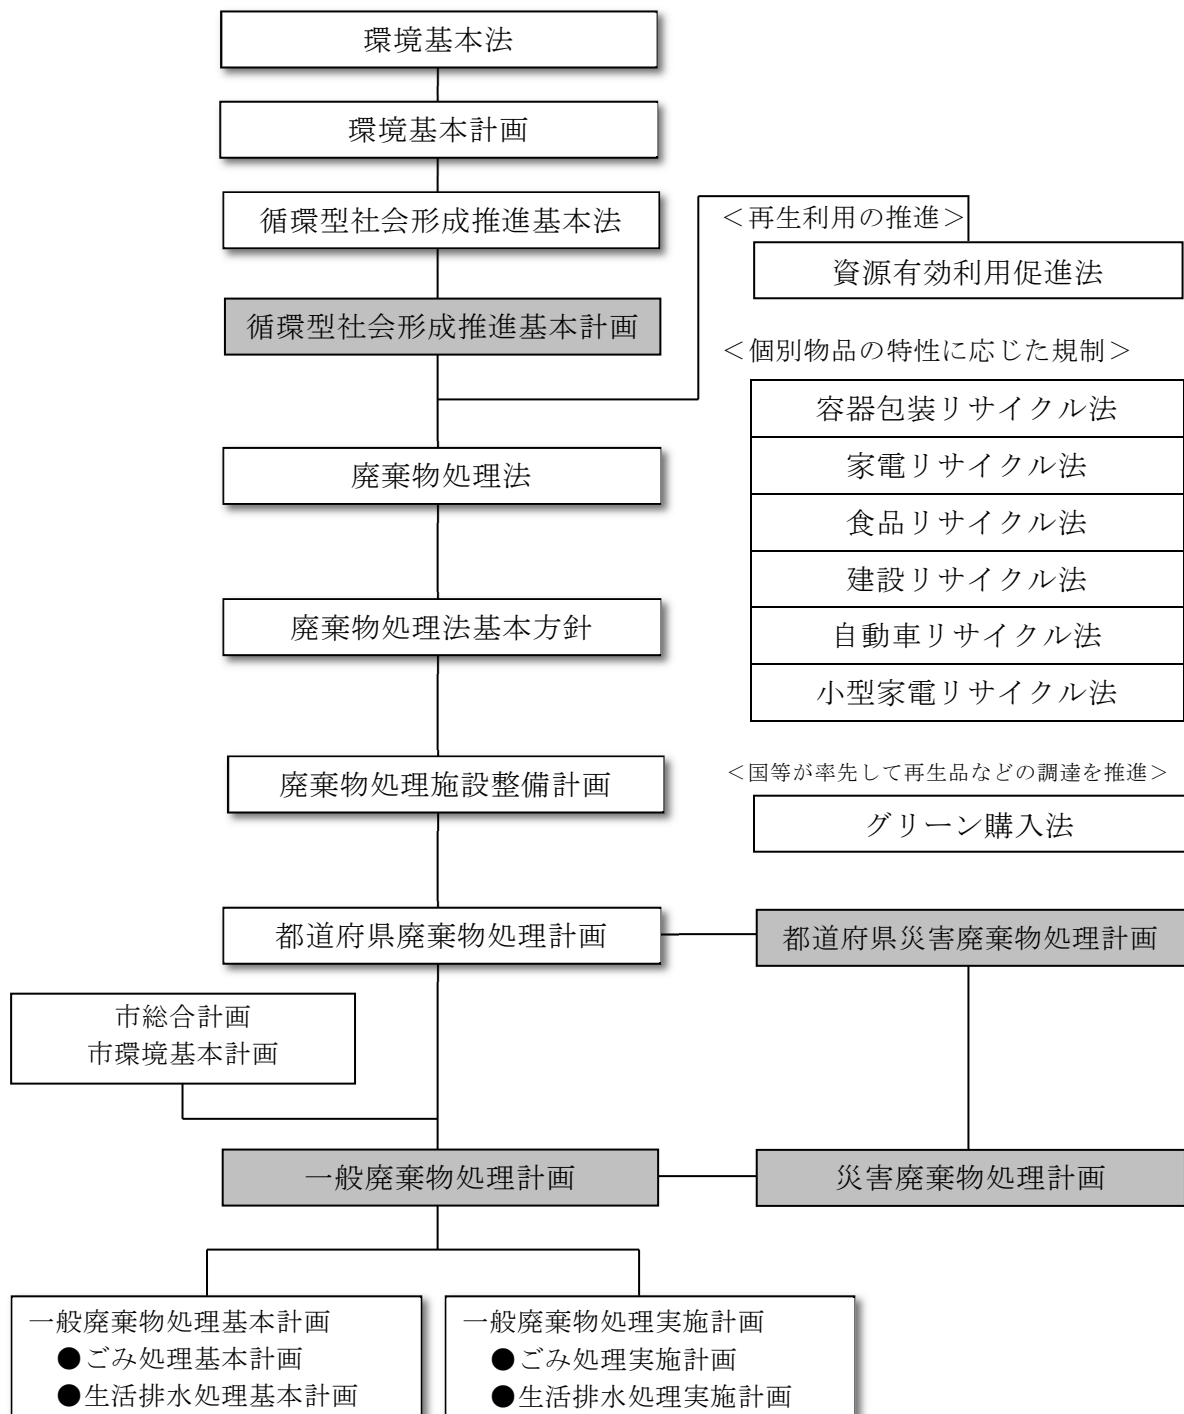 環境基本法
環境基本計画
循環型社会形成推進基本法
循環型社会形成推進基本計画
廃棄物処理法
廃棄物処理法基本方針
廃棄物処理施設整備計画
都道府県廃棄物処理計画
＜再生利用の推進＞
資源有効利用促進法
＜個別物品の特性に応じた規制＞
容器包装リサイクル法
家電リサイクル法
食品リサイクル法
建設リサイクル法
自動車リサイクル法
小型家電リサイクル法
＜国等が率先して再生品などの調達を推進＞
グリーン購入法
都道府県災害廃棄物処理計画
市総合計画
市環境基本計画
一般廃棄物処理計画
災害廃棄物処理計画
一般廃棄物処理基本計画
●ごみ処理基本計画
●生活排水処理基本計画
一般廃棄物処理実施計画
●ごみ処理実施計画
●生活排水処理実施計画